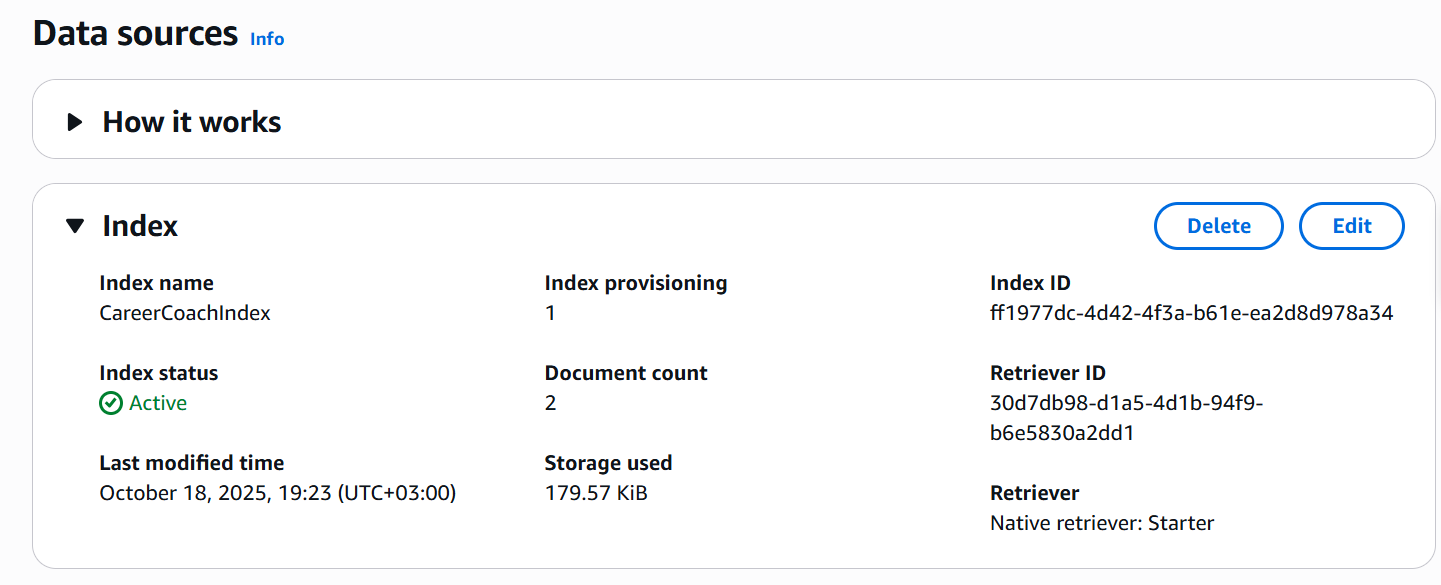 Data sources Info
How it works
Index
Delete
Edit
Index name
CareerCoachIndex
Index provisioning
1
Index ID
ff1977dc-4d42-4f3a-b61e-ea2d8d978a34
Index status
Active
Document count
2
Retriever ID
30d7db98-d1a5-4d1b-94f9-
b6e5830a2dd1
Last modified time
October 18, 2025, 19:23 (UTC+03:00)
Storage used
179.57 KiB
Retriever
Native retriever: Starter